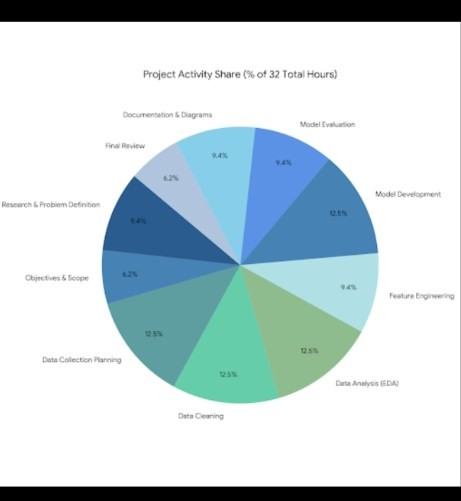 Project Activity Share (% of 32 Total Hours)
Documentation & Diagrams
Model Evaluation
9.4%
9.4%
Final Review
6.2%
Model Development
12.5%
Research & Problem Definition
9.4%
Objectives & Scope
6.2%
9.4%
Feature Engineering
12.5%
Data Collection Planning
12.5%
Data Analysis (EDA)
12.5%
Data Cleaning